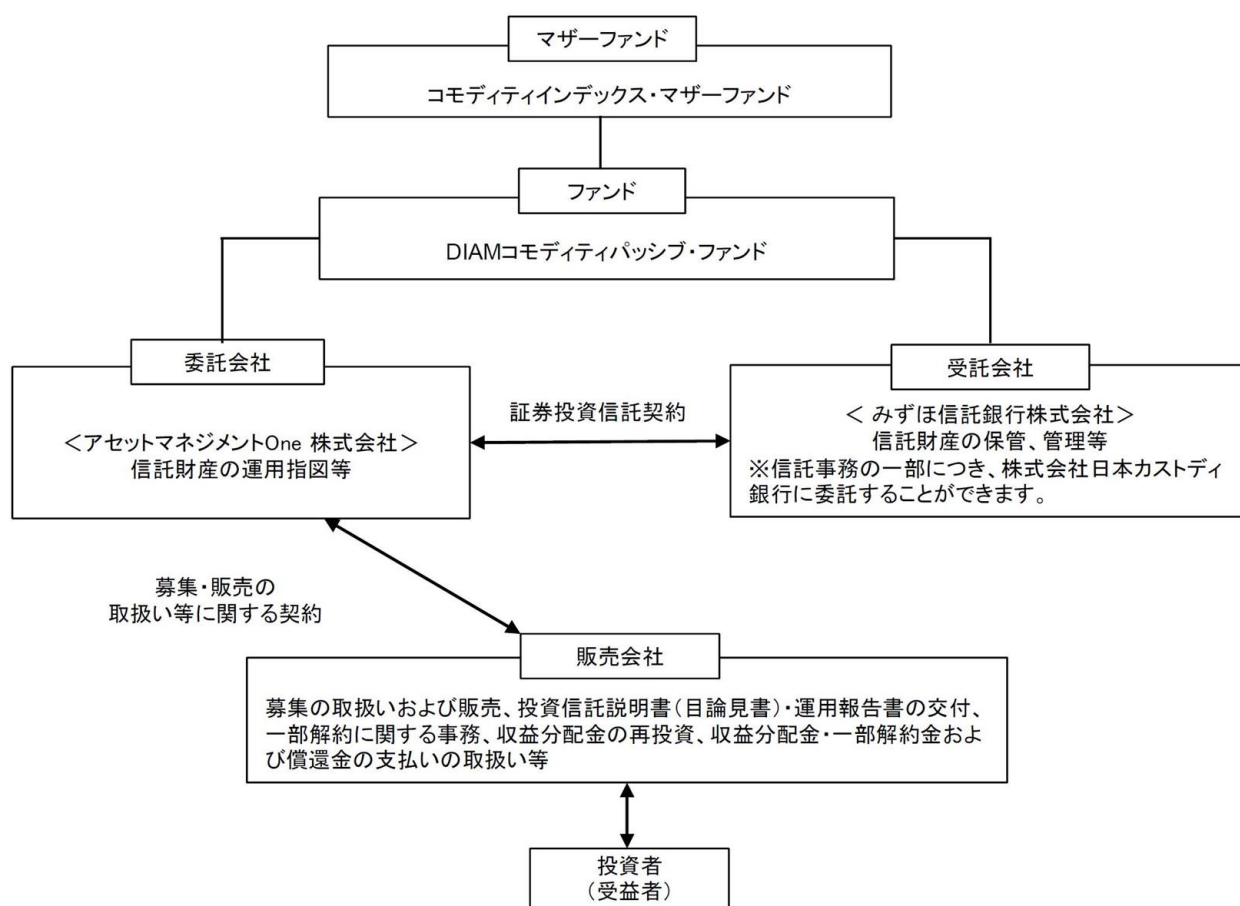 マザーファンド
コモディティインデックス・マザーファンド
ファンド
DIAMコモディティパッシブ・ファンド
委託会社
<アセットマネジメントOne 株式会社>
信託財産の運用指図等
証券投資信託契約
受託会社
< みずほ信託銀行株式会社>
信託財産の保管、管理等
※信託事務の一部につき、株式会社日本カストディ
銀行に委託することができます。
募集・販売の
取扱い等に関する契約
販売会社
募集の取扱いおよび販売、投資信託説明書(目論見書)・運用報告書の交付、
一部解約に関する事務、収益分配金の再投資、収益分配金・一部解約金およ
び償還金の支払いの取扱い等
投資者
(受益者)